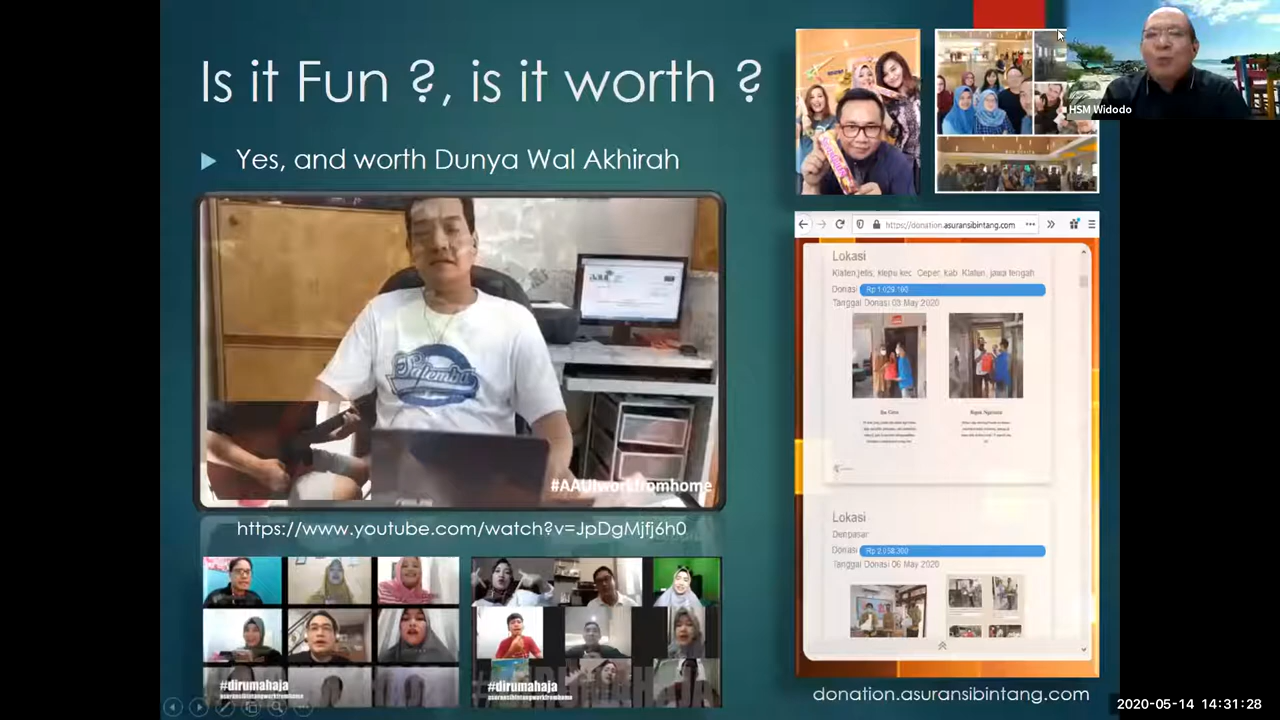 Is it Fun ?, is it worth ?
HSM Widodo
Yes, and worth Dunya Wal Akhirah
https://donation.asuransibintang.com
Lokasi
Klaten,jelis, klepu kec. Ceper, kab. Klaten, jawa tengah
Donasi
Tanggal Donasi 03 May 2020
#AAUIworkfromhome
https://www.youtube.com/watch?v=JpDgMjfj6h0
Lokasi
Denpasar
Donasi
Tanggal Donasi 06 May 2020
#dirumahaja
asuransibintangworkfromhome
#dirumahaja
asuransibintangworkfromhome
donation.asuransibintang.com
2020-05-14 14:31:28